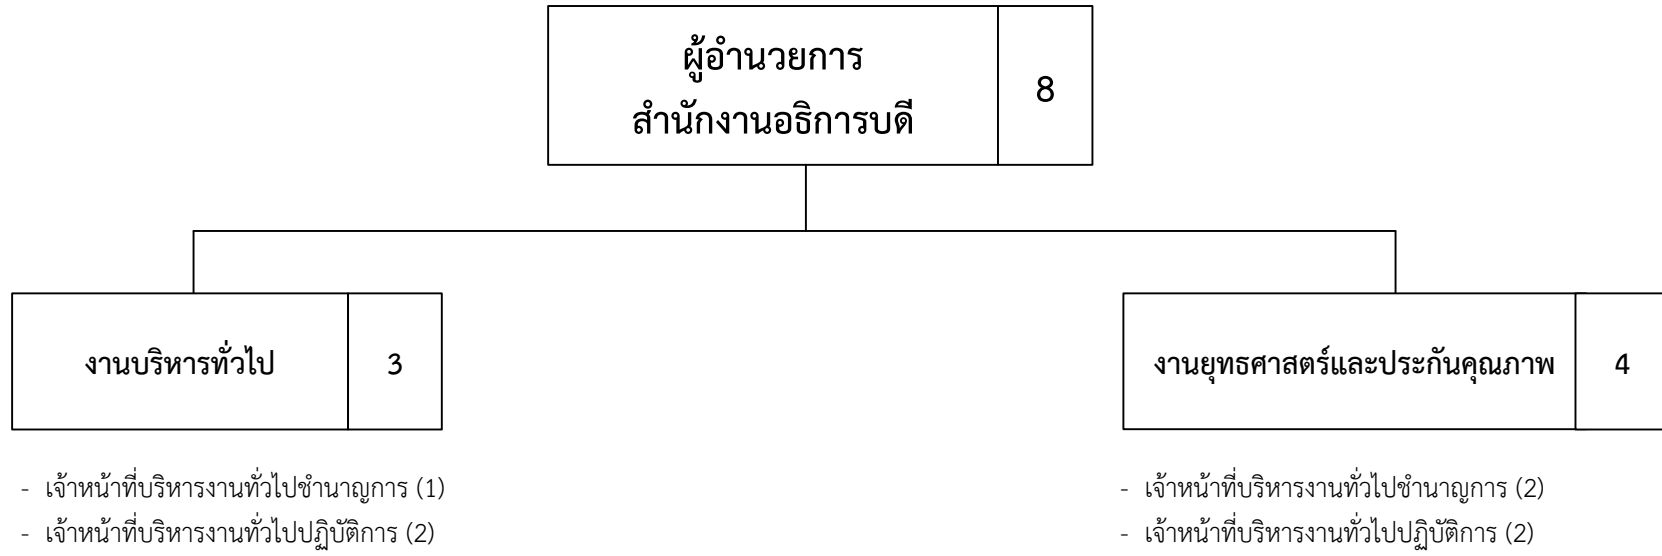 ผู้อำนวยการ
สำนักงานอธิการบดี
8
งานบริหารทั่วไป
3
งานยุทธศาสตร์และประกันคุณภาพ
4
- เจ้าหน้าที่บริหารงานทั่วไปชำนาญการ (1)
- เจ้าหน้าที่บริหารงานทั่วไปปฏิบัติการ (2)
- เจ้าหน้าที่บริหารงานทั่วไปชำนาญการ (2)
- เจ้าหน้าที่บริหารงานทั่วไปปฏิบัติการ (2)